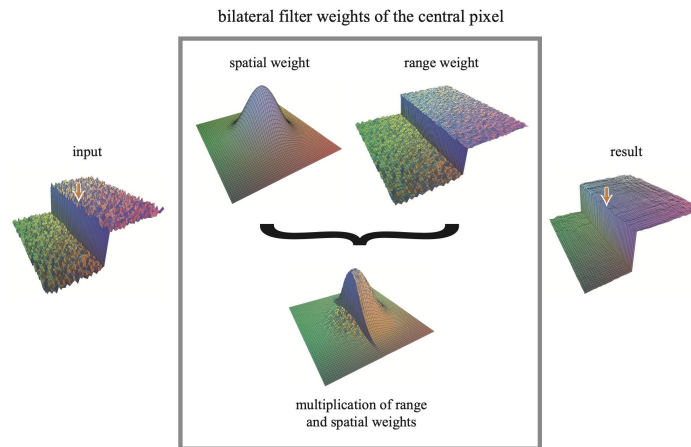 bilateral filter weights of the central pixel
spatial weight
range weight
input
result
multiplication of range
and spatial weights